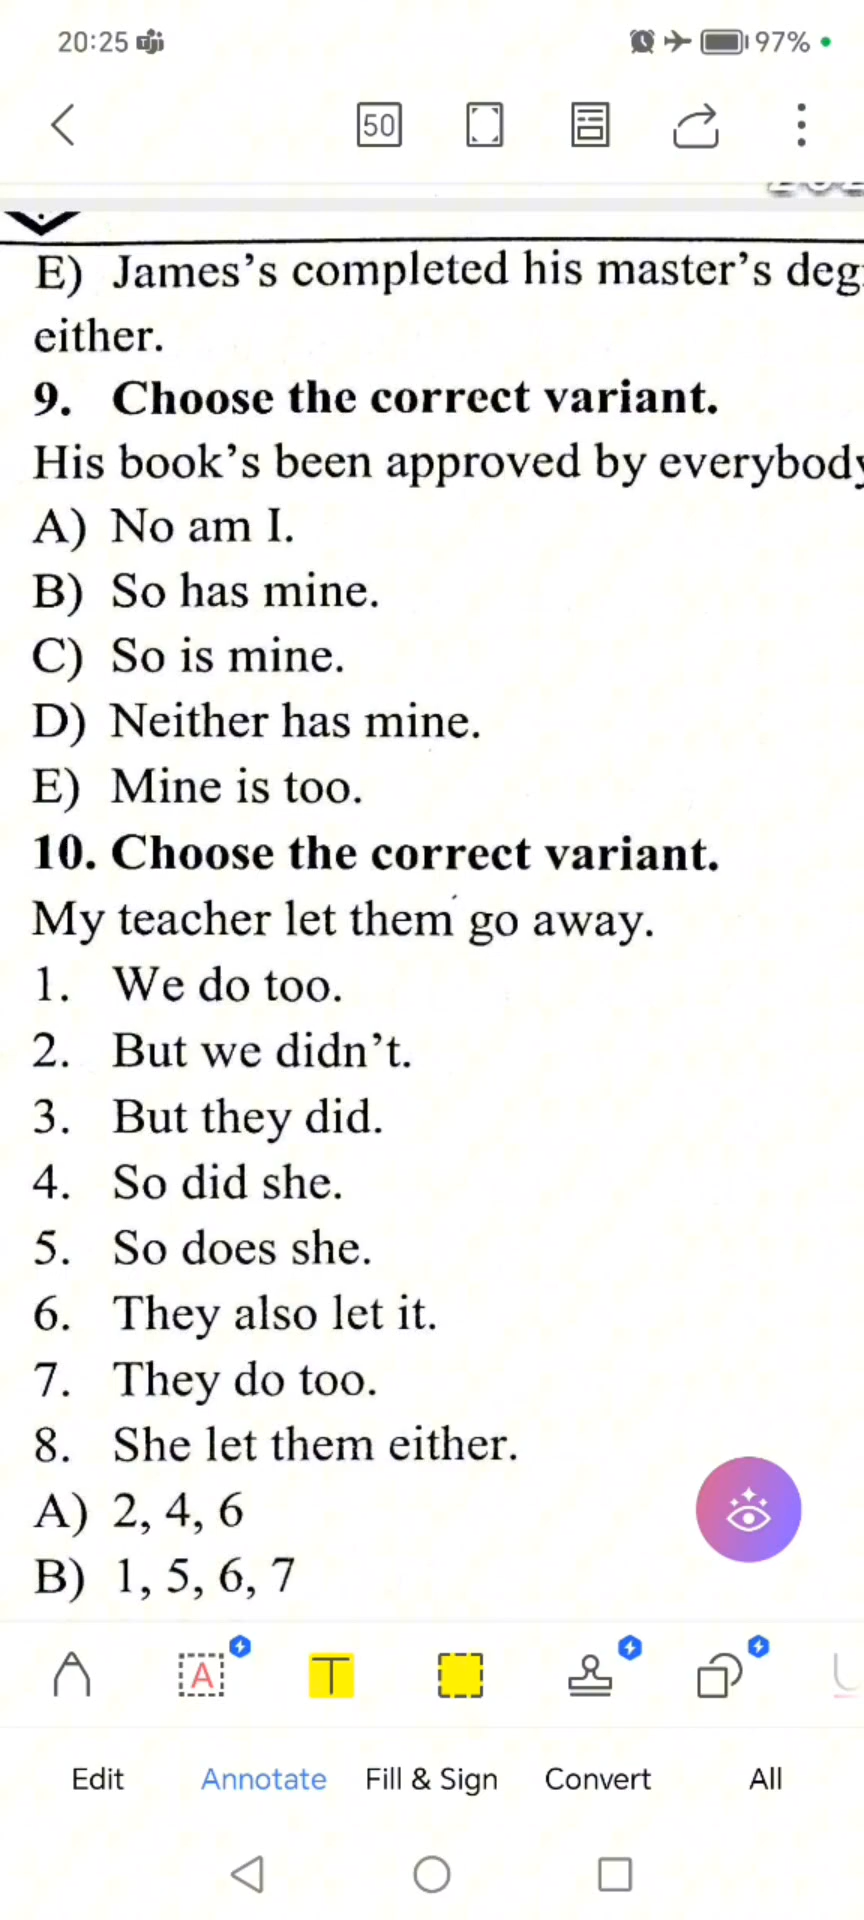 20:25
97%
50
E) James's completed his master's
either.
9. Choose the correct variant.
His book's been approved by everybody
A) No am I.
B) So has mine.
C) So is mine.
D) Neither has mine.
E) Mine is too.
10. Choose the correct variant.
My teacher let them go away.
1. We do too.
2. But we didn't.
3. But they did.
4. So did she.
5. So does she.
6. They also let it.
7. They do too.
8. She let them either.
A) 2, 4, 6
B) 1, 5, 6, 7
A T
Edit Annotate Fill & Sign Convert All